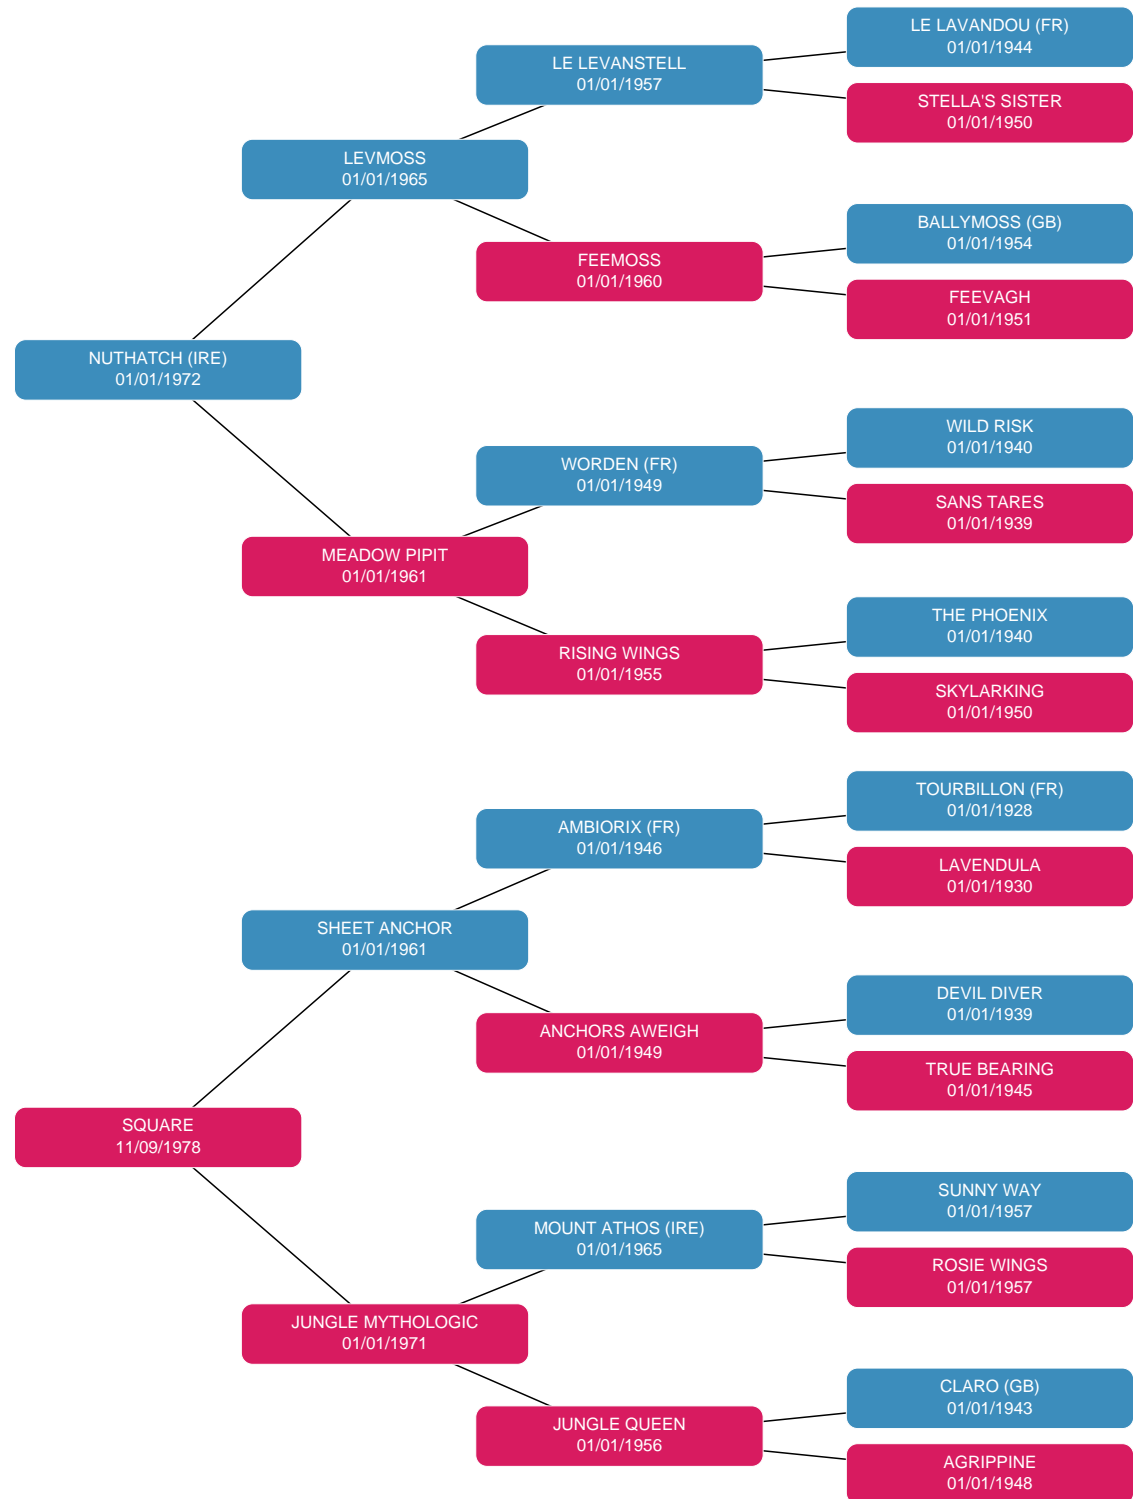 LE LAVANDOU (FR)
01/01/1944
LE LEVANSTELL
01/01/1957
STELLA'S SISTER
01/01/1950
LEVMOSS
01/01/1965
BALLYMOSS (GB)
01/01/1954
FEEMOSS
01/01/1960
FEEVAGH
01/01/1951
NUTHATCH (IRE)
01/01/1972
WILD RISK
01/01/1940
WORDEN (FR)
01/01/1949
SANS TARES
01/01/1939
MEADOW PIPIT
01/01/1961
THE PHOENIX
01/01/1940
RISING WINGS
01/01/1955
SKYLARKING
01/01/1950
TOURBILLON (FR)
01/01/1928
AMBIORIX (FR)
01/01/1946
LAVENDULA
01/01/1930
SHEET ANCHOR
01/01/1961
DEVIL DIVER
01/01/1939
ANCHORS AWEIGH
01/01/1949
TRUE BEARING
01/01/1945
SQUARE
11/09/1978
SUNNY WAY
01/01/1957
MOUNT ATHOS (IRE)
01/01/1965
ROSIE WINGS
01/01/1957
JUNGLE MYTHOLOGIC
01/01/1971
CLARO (GB)
01/01/1943
JUNGLE QUEEN
01/01/1956
AGRIPPINE
01/01/1948